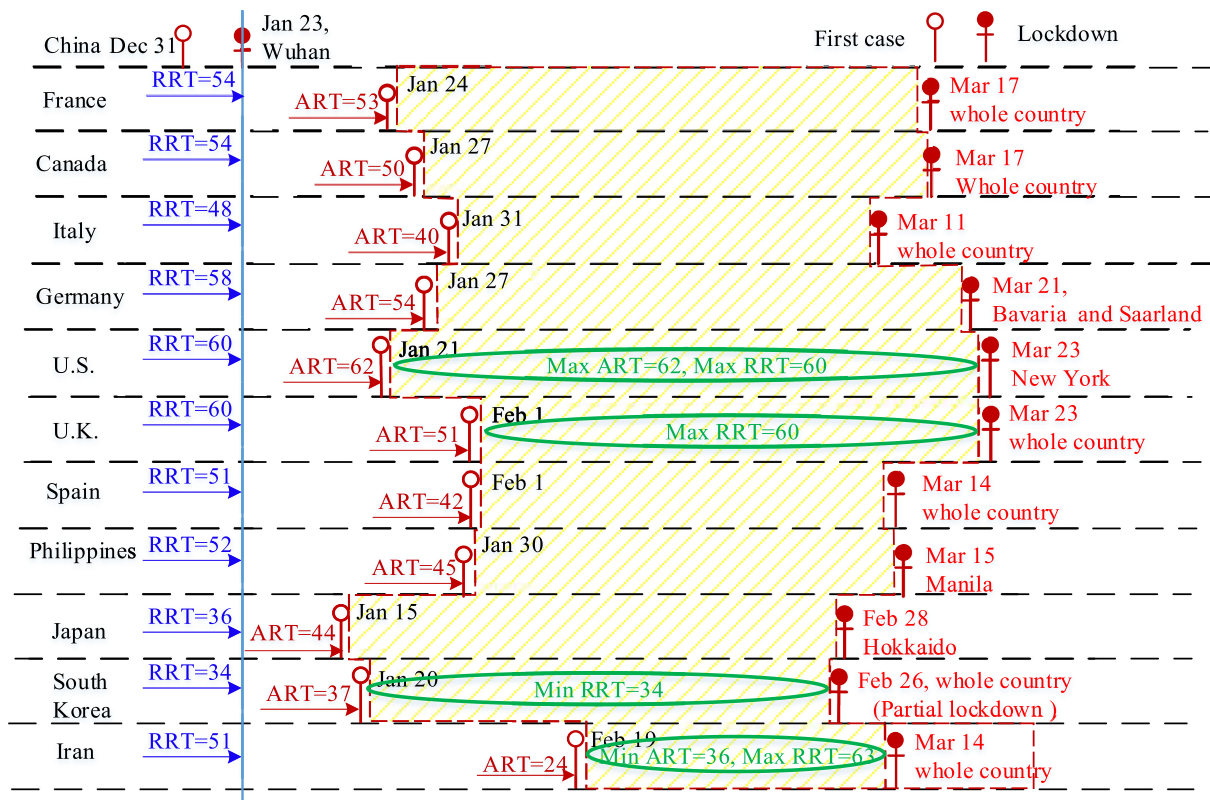 China Dec 31
Jan 23,
Wuhan
First case
Lockdown
France
RRT=54
ART=53
Jan 24
Mar 17
whole country
Canada
RRT=54
ART=50
Jan 27
Mar 17
Whole country
Italy
RRT=48
ART=40
Jan 31
Mar 11
whole country
Germany
RRT=58
ART=54
Jan 27
Mar 21,
Bavaria and Saarland
U.S.
RRT=60
ART=62
Jan 21
Max ART=62, Max RRT=60
Mar 23
New York
U.K.
RRT=60
ART=51
Feb 1
Max RRT=60
Mar 23
whole country
Spain
RRT=51
ART=42
Feb 1
Mar 14
whole country
Philippines
RRT=52
ART=45
Jan 30
Mar 15
Manila
Japan
RRT=36
ART=44
Jan 15
Feb 28
Hokkaido
South
Korea
RRT=34
ART=37
Jan 20
Min RRT=34
Feb 26, whole country
(Partial lockdown )
Iran
RRT=51
ART=24
Feb 19
Min ART=36, Max RRT=63
Mar 14
whole country